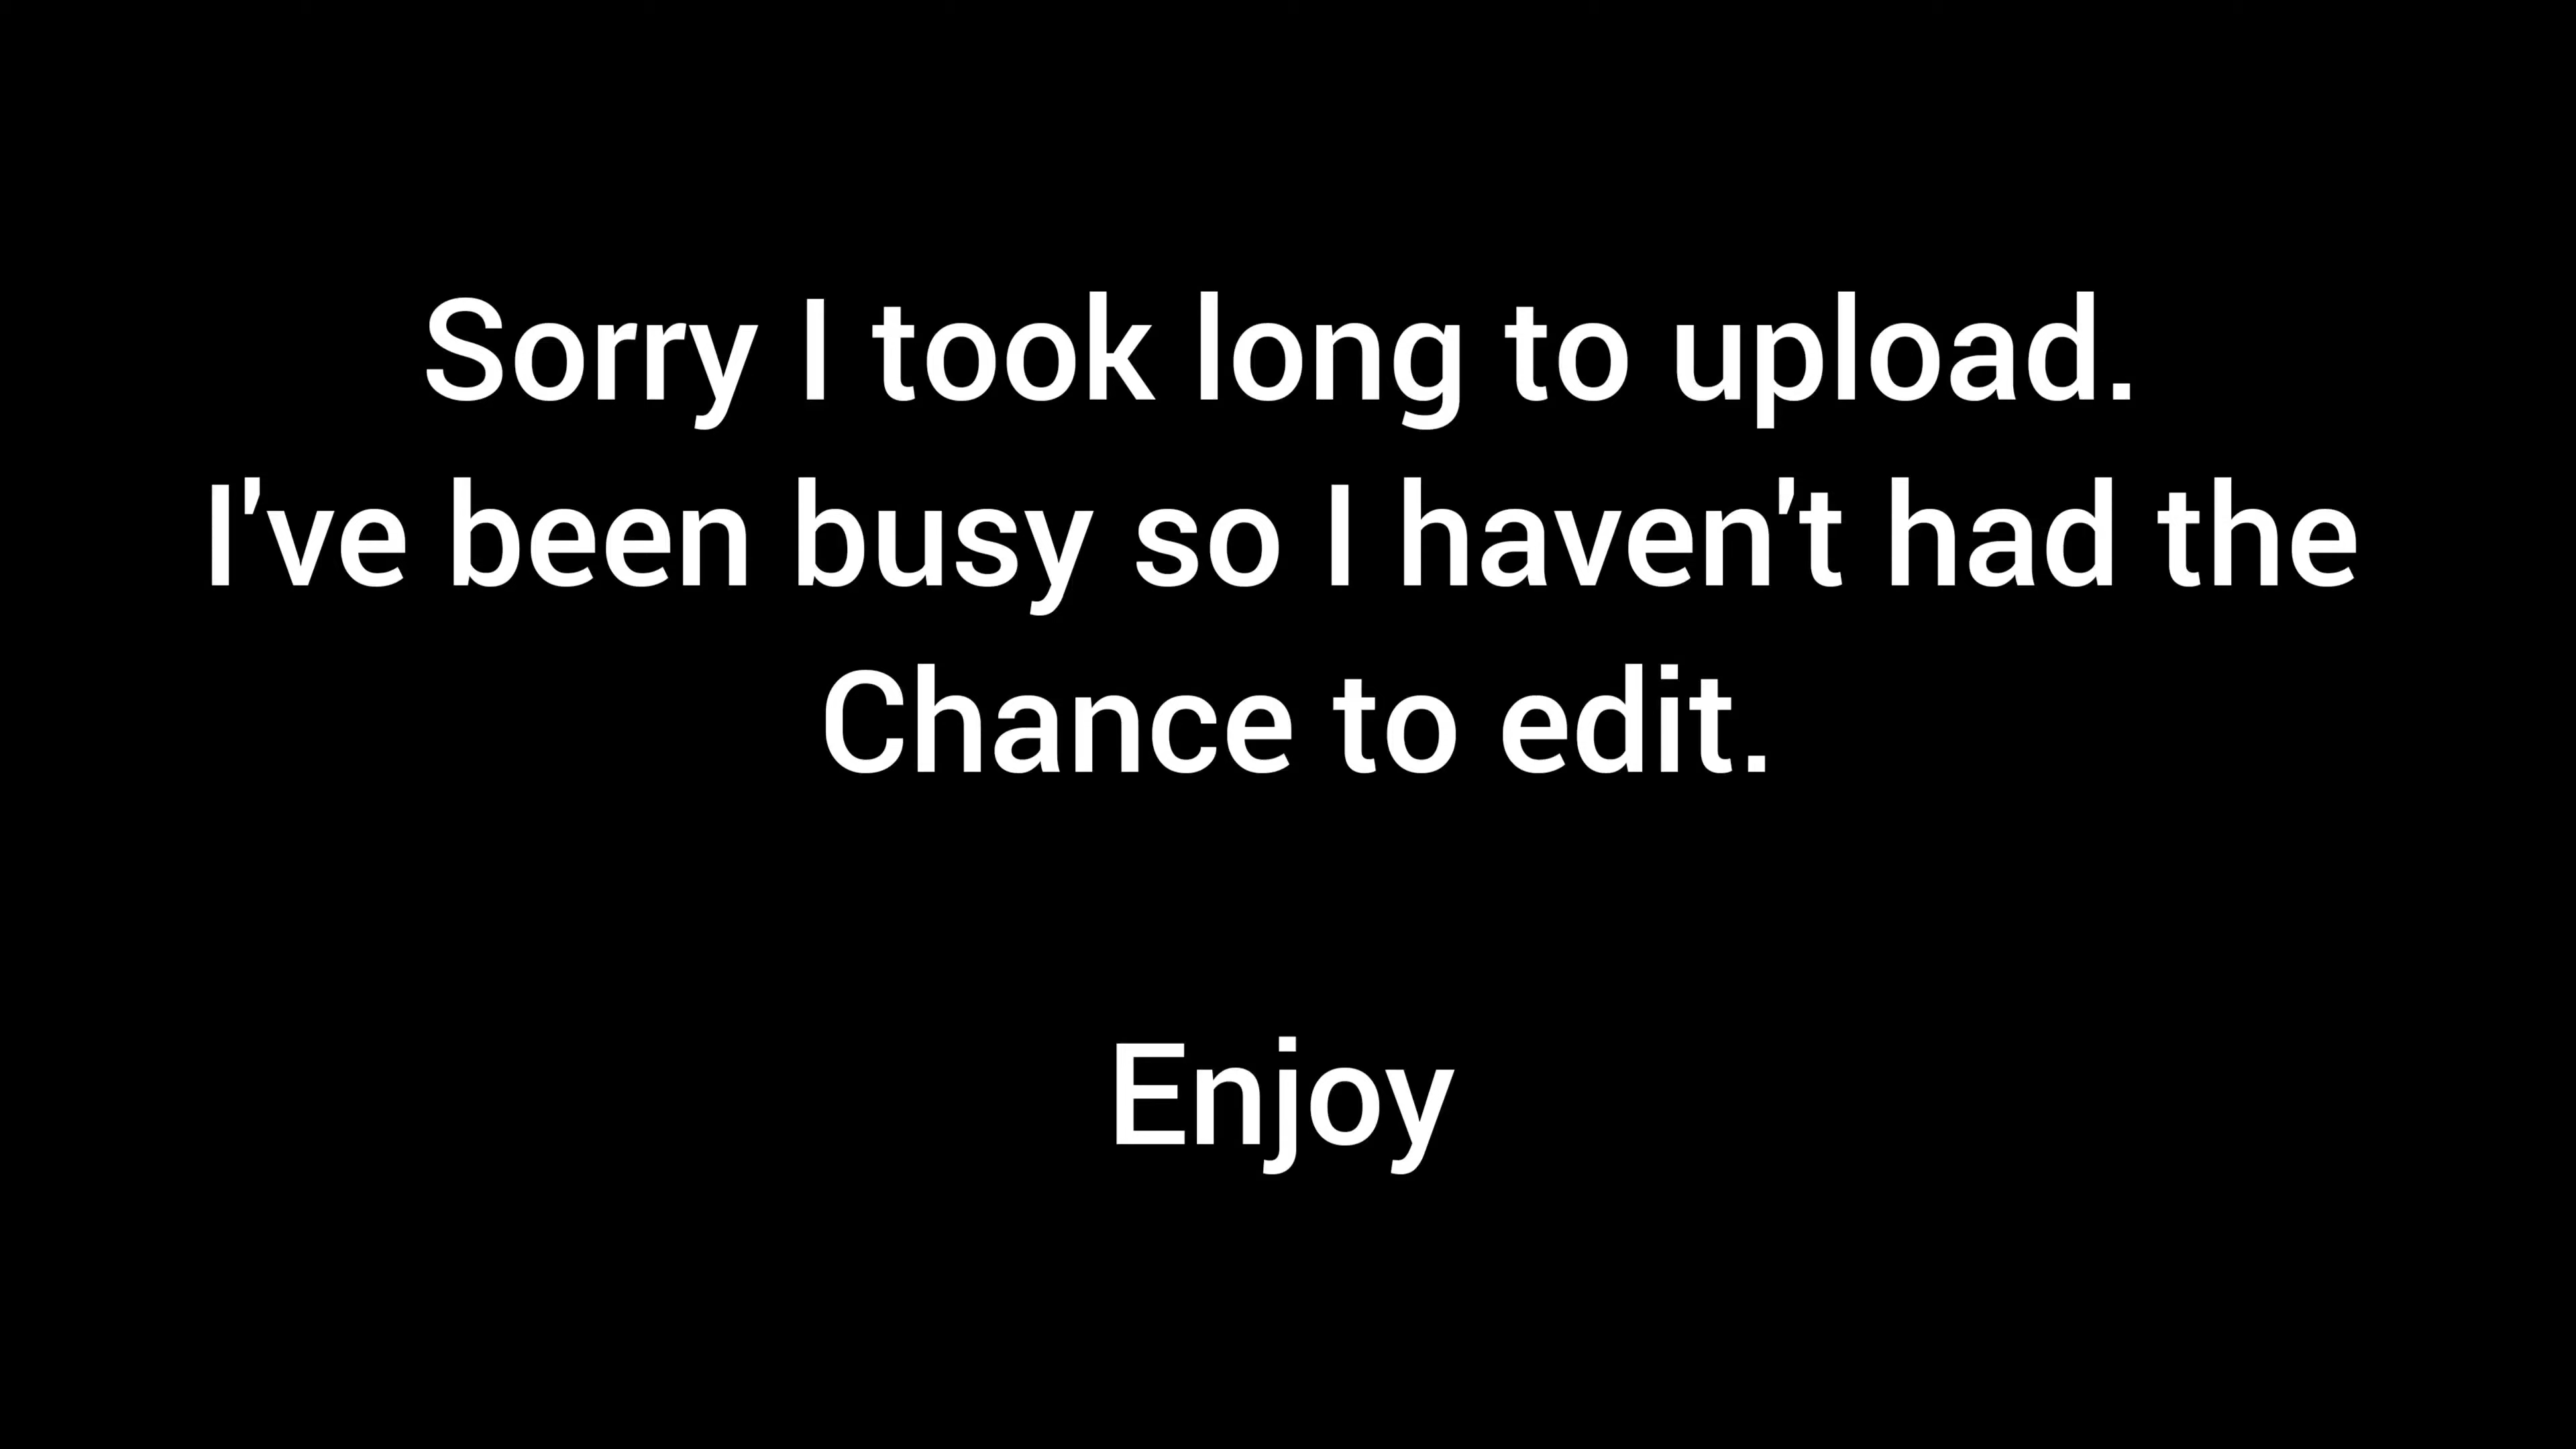 Sorry I took long to upload.
I've been busy so I haven't had the
Chance to edit.
Enjoy